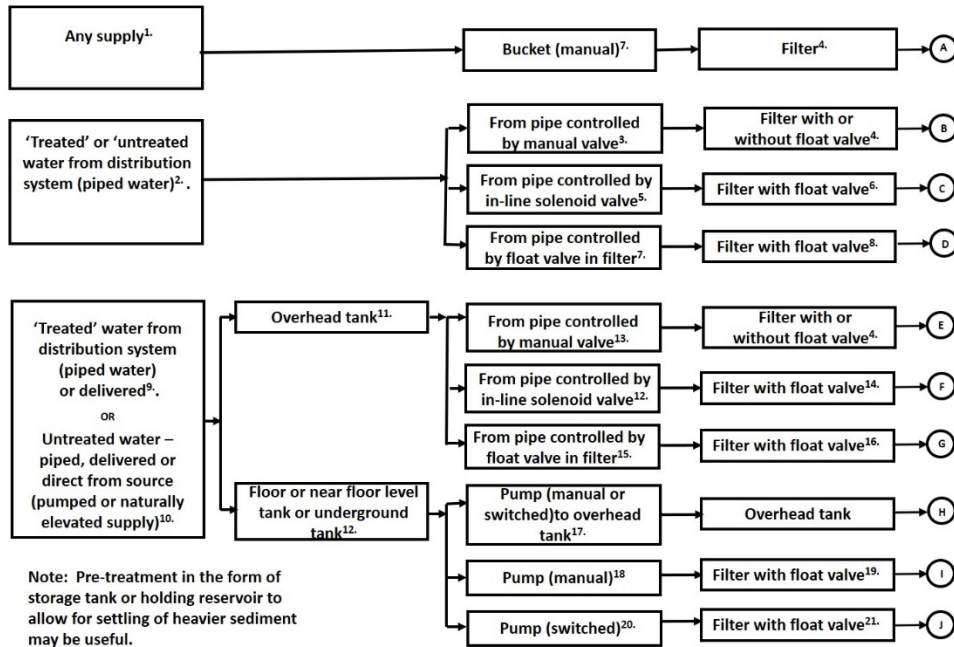 Any supply1.
Bucket (manual)7.
Filter4.
A
'Treated' or 'untreated
water from distribution
system (piped water)2. .
From pipe controlled
by manual valve3.
Filter with or
without float valve4.
B
From pipe controlled by
in-line solenoid valve5.
Filter with float valve6.
C
From pipe controlled
by float valve in filter7.
Filter with float valve8.
D
'Treated' water from
distribution system
(piped water)
or delivered9.
OR
Untreated water –
piped, delivered or
direct from source
(pumped or naturally
elevated supply)10.
Overhead tank11.
From pipe controlled
by manual valve13.
Filter with or
without float valve4.
E
From pipe controlled by
in-line solenoid valve12.
Filter with float valve14.
F
From pipe controlled by
float valve in filter15.
Filter with float valve16.
G
Floor or near floor level
tank or underground
tank12.
Pump (manual or
switched)to overhead
tank17.
Overhead tank
H
Pump (manual)18
Filter with float valve19.
I
Pump (switched)20.
Filter with float valve21.
J
Note: Pre-treatment in the form of
storage tank or holding reservoir to
allow for settling of heavier sediment
may be useful.